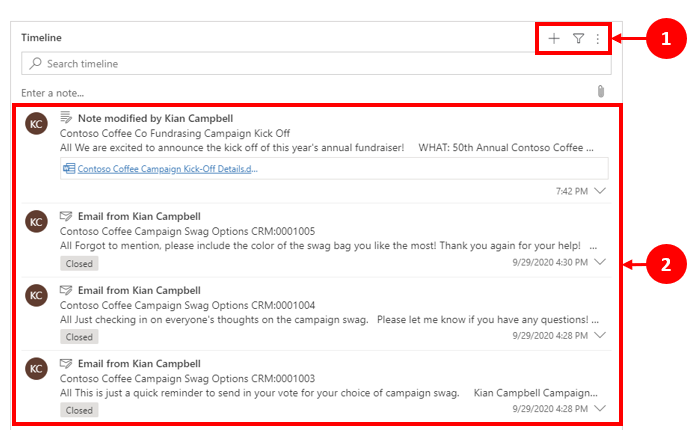 Timeline
1
Search timeline
Enter a note...
KC
Note modified by Kian Campbell
Contoso Coffee Co Fundrasing Campaign Kick Off
All We are excited to announce the kick off of this year's annual fundraiser! WHAT: 50th Annual Contoso Coffee ...
Contoso Coffee Campaign Kick-Off Details.d...
7:42 PM
KC
Email from Kian Campbell
Contoso Coffee Campaign Swag Options CRM:0001005
All Forgot to mention, please include the color of the swag bag you like the most! Thank you again for your help! ...
Closed
9/29/2020 4:30 PM
2
KC
Email from Kian Campbell
Contoso Coffee Campaign Swag Options CRM:0001004
All Just checking in on everyone's thoughts on the campaign swag. Please let me know if you have any questions! ...
Closed
9/29/2020 4:28 PM
KC
Email from Kian Campbell
Contoso Coffee Campaign Swag Options CRM:0001003
All This is just a quick reminder to send in your vote for your choice of campaign swag. Kian Campbell Campaign...
Closed
9/29/2020 4:28 PM